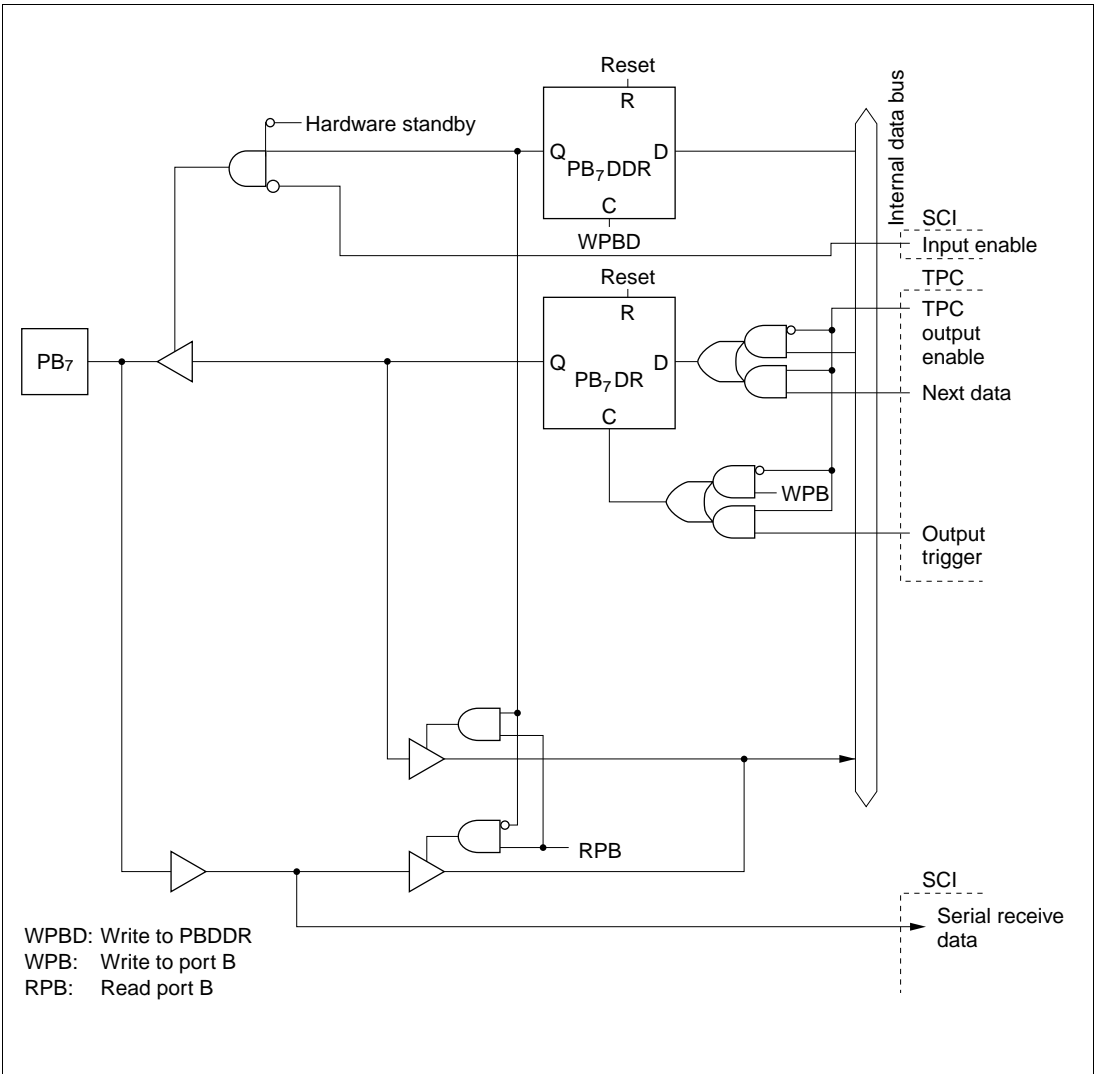 Reset
R
Hardware standby
Q
D
PB7DDR
C
WPBD
Internal data bus
SCI
Input enable
Reset
R
TPC
TPC
output
enable
PB7
Q
D
PB7DR
C
Next data
WPB
Output
trigger
RPB
SCI
Serial receive
data
WPBD: Write to PBDDR
WPB: Write to port B
RPB: Read port B